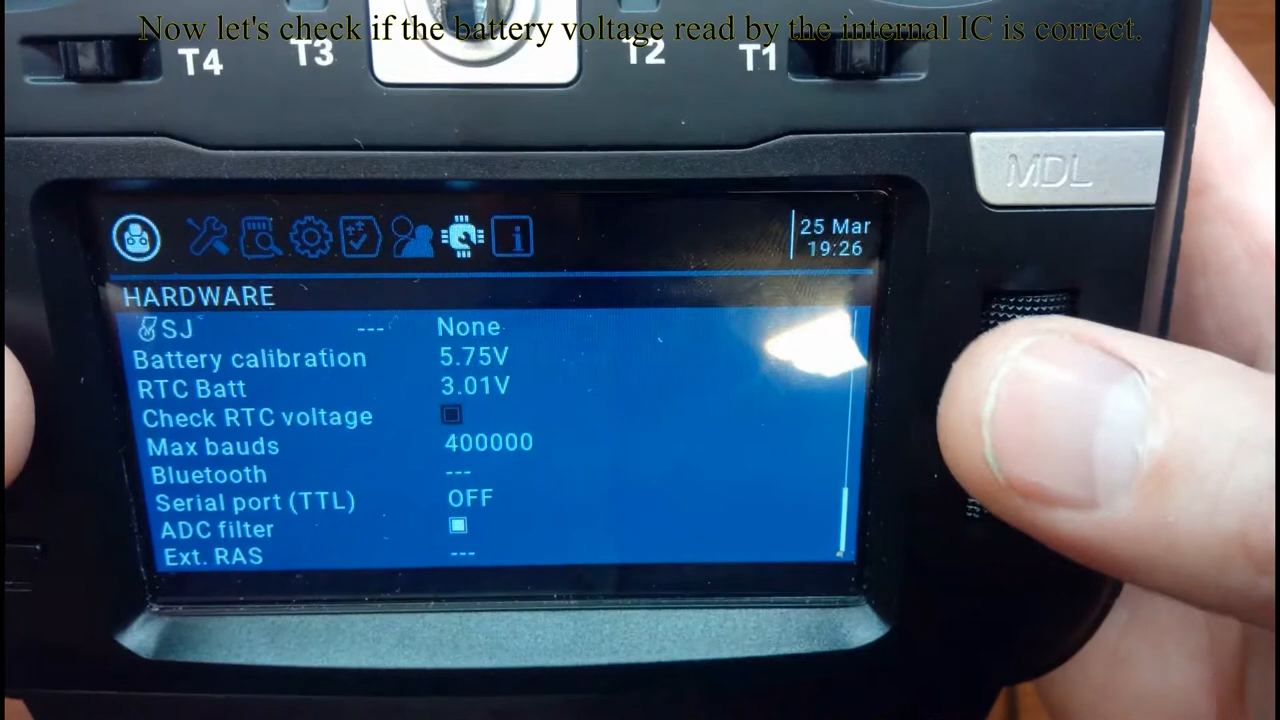 Now let's check if the battery voltage read by the internal IC is correct.
T4 T3 T2 T1
MDL
25 Mar
19:26
HARDWARE
SJ --- None
Battery calibration 5.75V
RTC Batt 3.01V
Check RTC voltage
Max bauds 400000
Bluetooth ---
Serial port (TTL) OFF
ADC filter
Ext. RAS ---